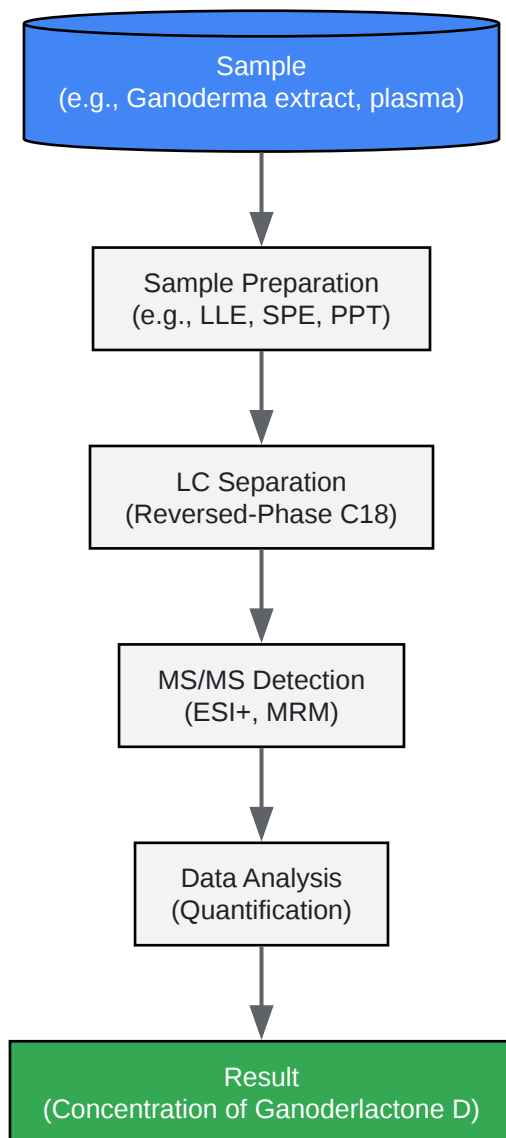 Sample
(e.g., Ganoderma extract, plasma)
Sample Preparation
(e.g., LLE, SPE, PPT)
LC Separation
(Reversed-Phase C18)
MS/MS Detection
(ESI+, MRM)
Data Analysis
(Quantification)
Result
(Concentration of Ganoderlactone D)